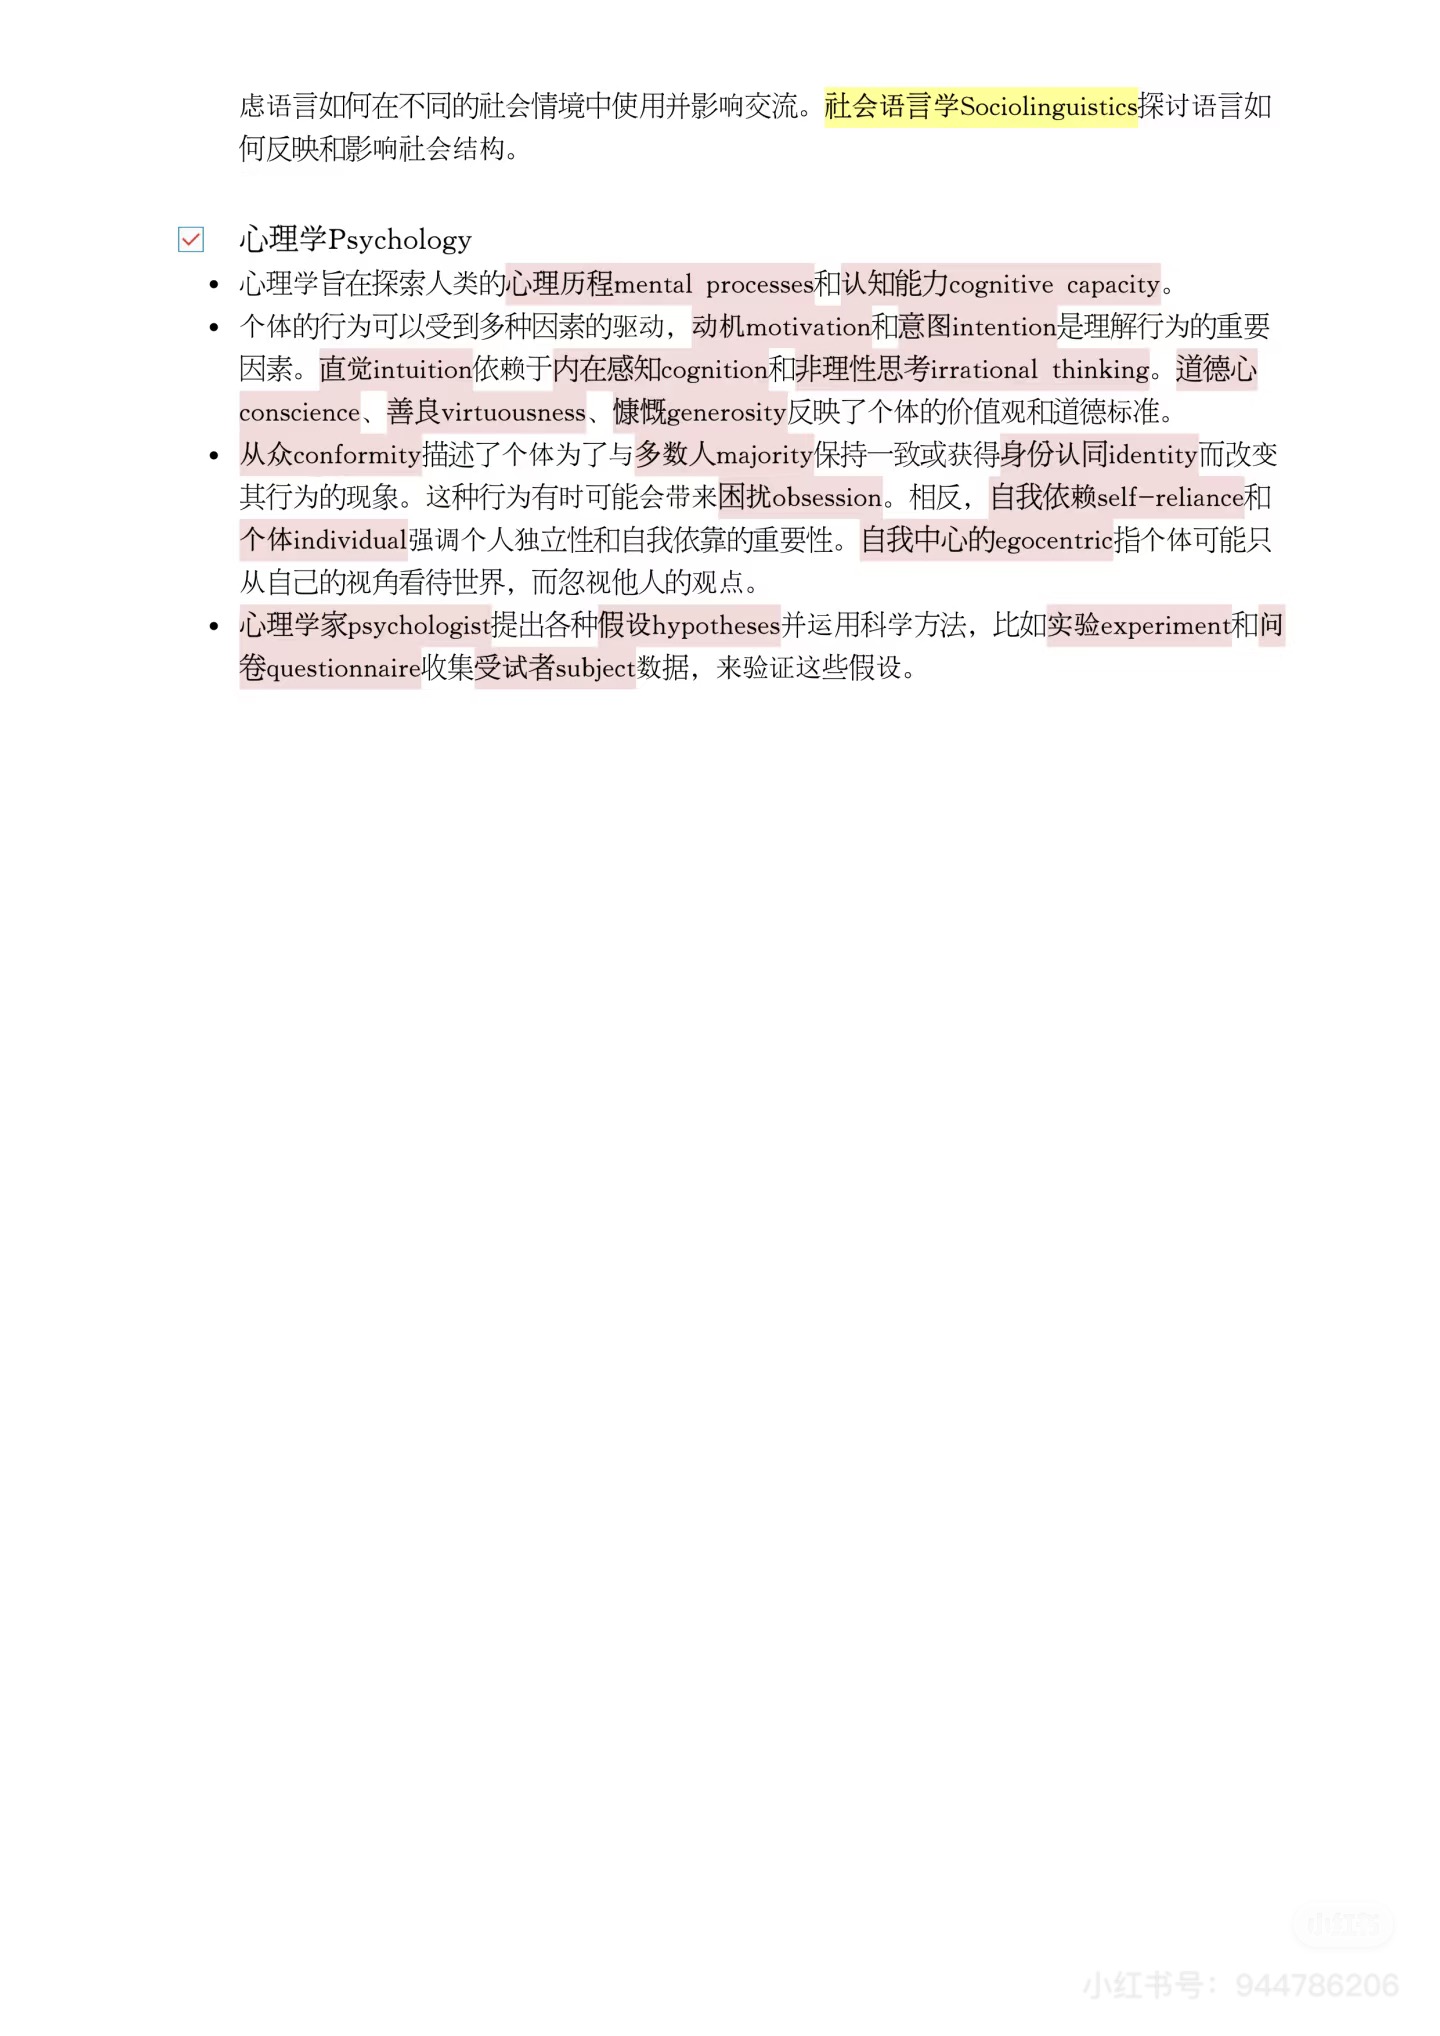 虑语言如何在不同的社会情境中使用并影响交流。社会语言学Sociolinguistics探讨语言如
何反映和影响社会结构。
心理学Psychology
心理学旨在探索人类的心理历程mental processes和认知能力cognitive capacity。
个体的行为可以受到多种因素的驱动，动机motivation和意图intention是理解行为的重要
因素。直觉intuition依赖于内在感知cognition和非理性思考irrational thinking。道德心
conscience、善良virtuousness、慷慨generosity反映了个体的价值观和道德标准。
从众conformity描述了个体为了与多数人majority保持一致或获得身份认同identity而改变
其行为的现象。这种行为有时可能会带来困扰obsession。相反，自我依赖self-reliance和
个体individual强调个人独立性和自我依靠的重要性。自我中心的egocentric指个体可能只
从自己的视角看待世界，而忽视他人的观点。
心理学家psychologist提出各种假设hypotheses并运用科学方法，比如实验experiment和问
卷questionnaire收集受试者subject数据，来验证这些假设。
小红书
小红书号：944786206